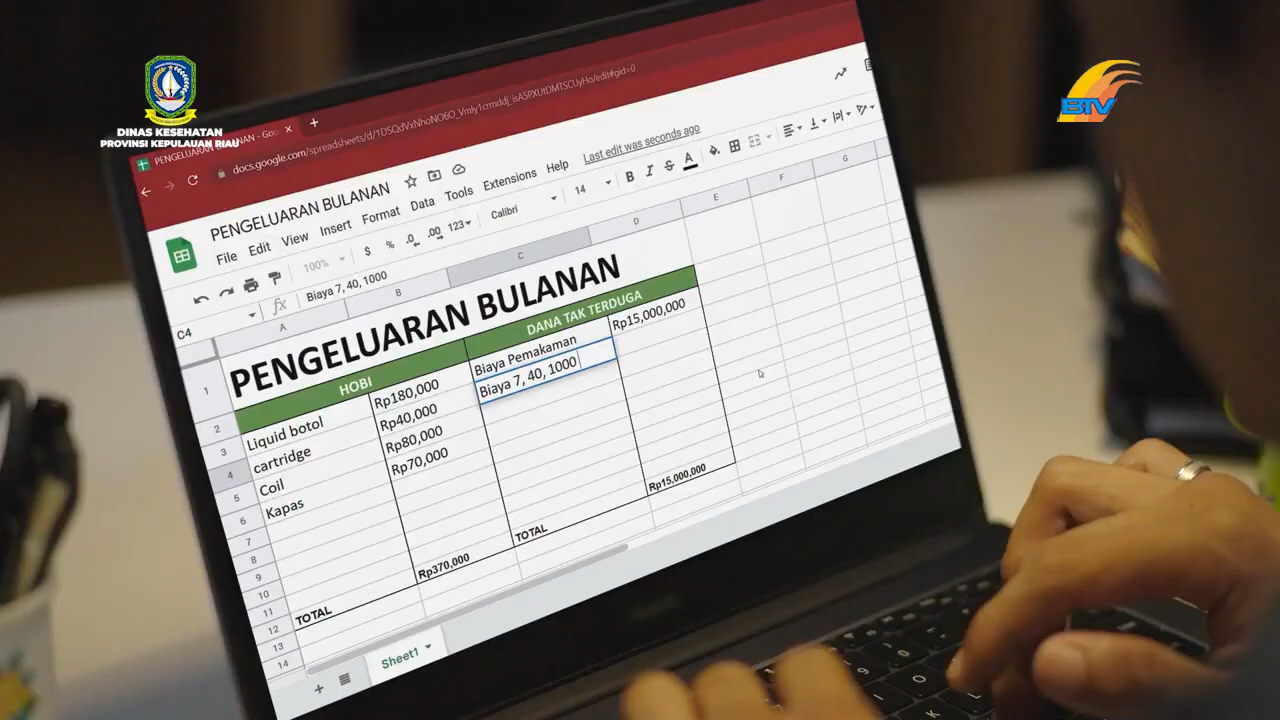 DINAS KESEHATAN
PROVINSI KEPULAUAN RIAU
BTV
PENGELUARAN BULANAN - Goo
docs.google.com/spreadsheets/d/
/edit#gid=0
PENGELUARAN BULANAN
File Edit View Insert Format Data Tools Extensions Help Last edit was seconds ago
100% $ % .0 .00 123 Calibri 14 B I S A
C4 fx Biaya 7, 40, 1000
A B C D E F G
1 PENGELUARAN BULANAN
2 HOBI DANA TAK TERDUGA
3 Liquid botol Rp180,000 Biaya Pemakaman Rp15,000,000
4 cartridge Rp40,000 Biaya 7, 40, 1000
5 Coil Rp80,000
6 Kapas Rp70,000
7
8
9
10
11 Rp370,000 TOTAL Rp15,000,000
12 TOTAL
13
14
Sheet1